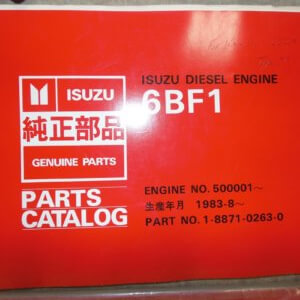 ISUZU
純正部品
GENUINE PARTS
PARTS
CATALOG
ISUZU DIESEL ENGINE
6BF1
ENGINE NO. 500001~
生産年月 1983-8~
PART NO. 1-8871-0263-0